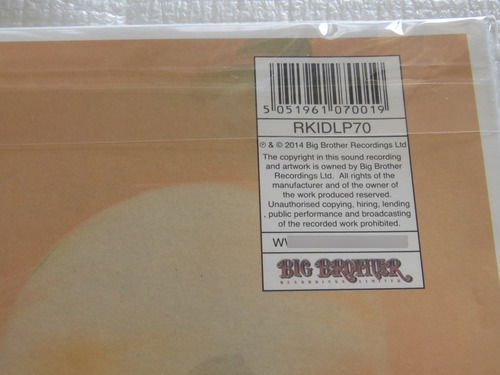 5 051961 070019
RKIDLP70
℗ & © 2014 Big Brother Recordings Ltd
The copyright in this sound recording
and artwork is owned by Big Brother
Recordings Ltd. All rights of the
manufacturer and of the owner of
the work produced reserved.
Unauthorised copying, hiring, lending
, public performance and broadcasting
of the recorded work prohibited.
BIG BROTHER
RECORDINGS LIMITED